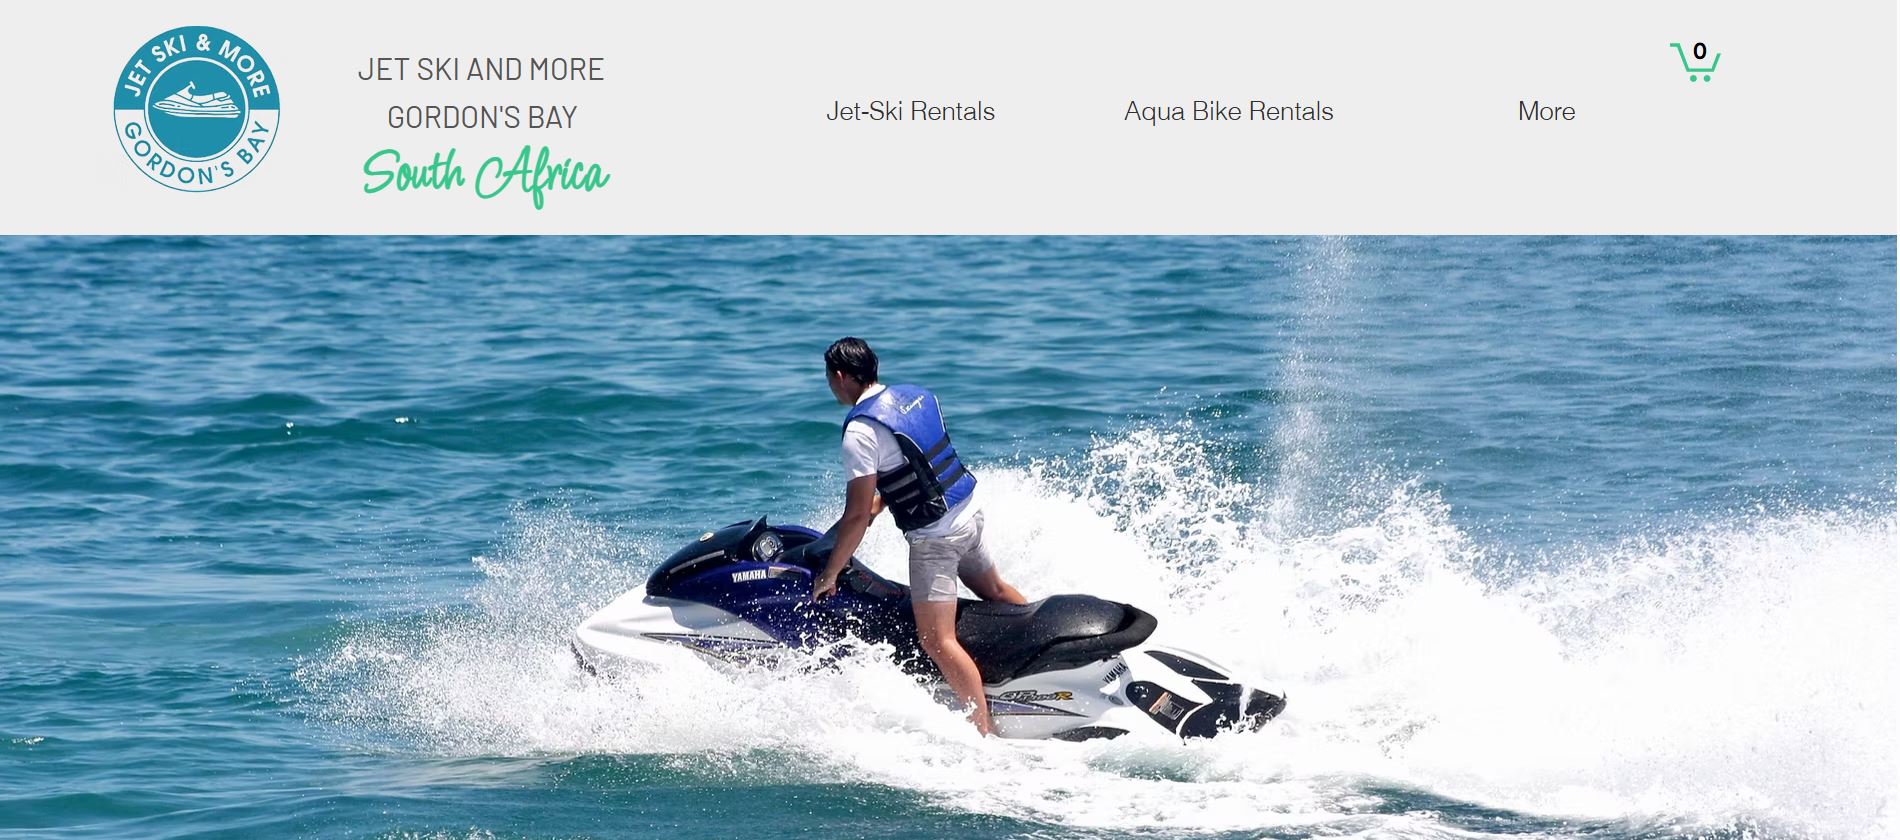 JET SKI & MORE
GORDON'S BAY
JET SKI AND MORE
GORDON'S BAY
South Africa
Jet-Ski Rentals
Aqua Bike Rentals
More
0
YAMAHA
YAMAHA